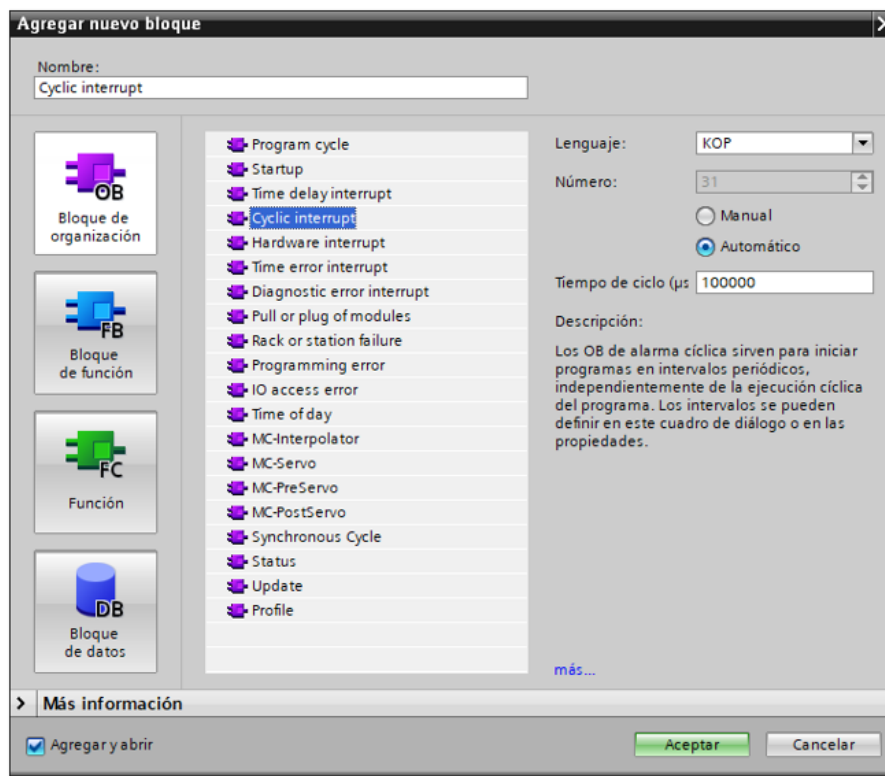 Agregar nuevo bloque
Nombre:
Cyclic interrupt
OB
Bloque de
organización
FB
Bloque
de función
FC
Función
DB
Bloque
de datos
Program cycle
Startup
Time delay interrupt
Cyclic interrupt
Hardware interrupt
Time error interrupt
Diagnostic error interrupt
Pull or plug of modules
Rack or station failure
Programming error
IO access error
Time of day
MC-Interpolator
MC-Servo
MC-PreServo
MC-PostServo
Synchronous Cycle
Status
Update
Profile
Lenguaje: KOP
Número: 31
Manual
Automático
Tiempo de ciclo (µs 100000
Descripción:
Los OB de alarma cíclica sirven para iniciar
programas en intervalos periódicos,
independientemente de la ejecución cíclica
del programa. Los intervalos se pueden
definir en este cuadro de diálogo o en las
propiedades.
más...
Más información
Agregar y abrir
Aceptar
Cancelar